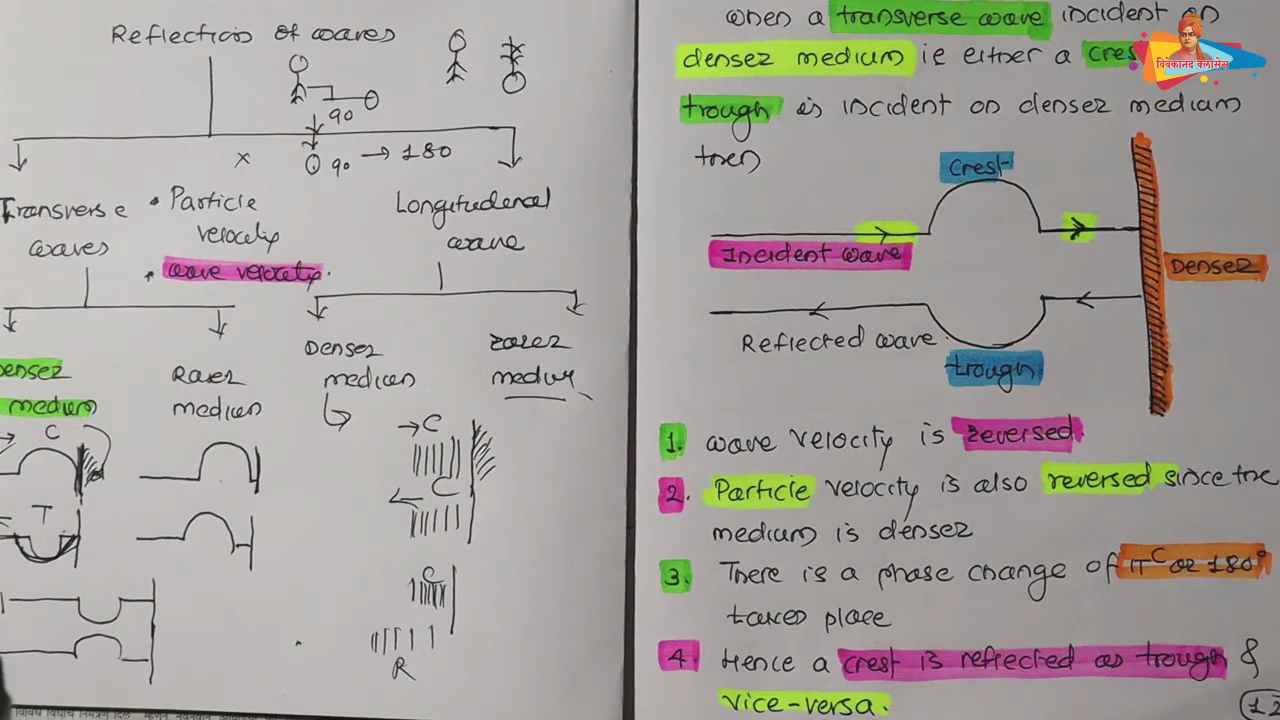 Reflection of waves
90
90 → 180
x
Transverse
waves
• Particle
velocity
• wave velocity.
Longitudenal
wave
Denser
medium
Rarer
medium
Denser
medium
rarer
medium
C
T
→ C
C
C
R
when a transverse wave incident on
denser medium ie either a cres
trough is incident on denser medium
then
Crest
Incident wave
Denser
Reflected wave
trough
1. wave velocity is reversed.
2. Particle velocity is also reversed since the
medium is denser
3. There is a phase change of π^C or 180°
takes place
4. Hence a crest is reflected as trough &
vice-versa.
विवेकानंद क्लासेस